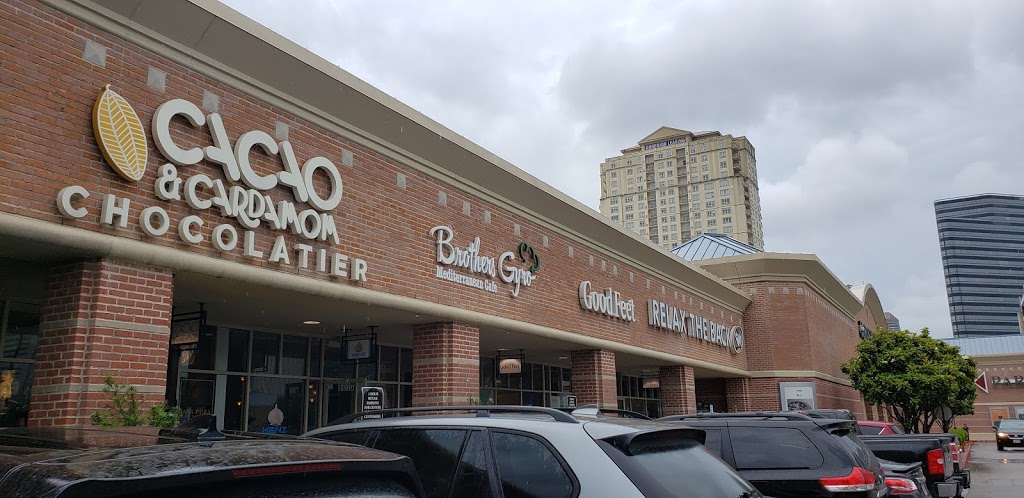 CACAO
& CARDAMOM
CHOCOLATIER
Brothers Gyro
Mediterranean Cafe
Good Feet
RELAX THE BACK